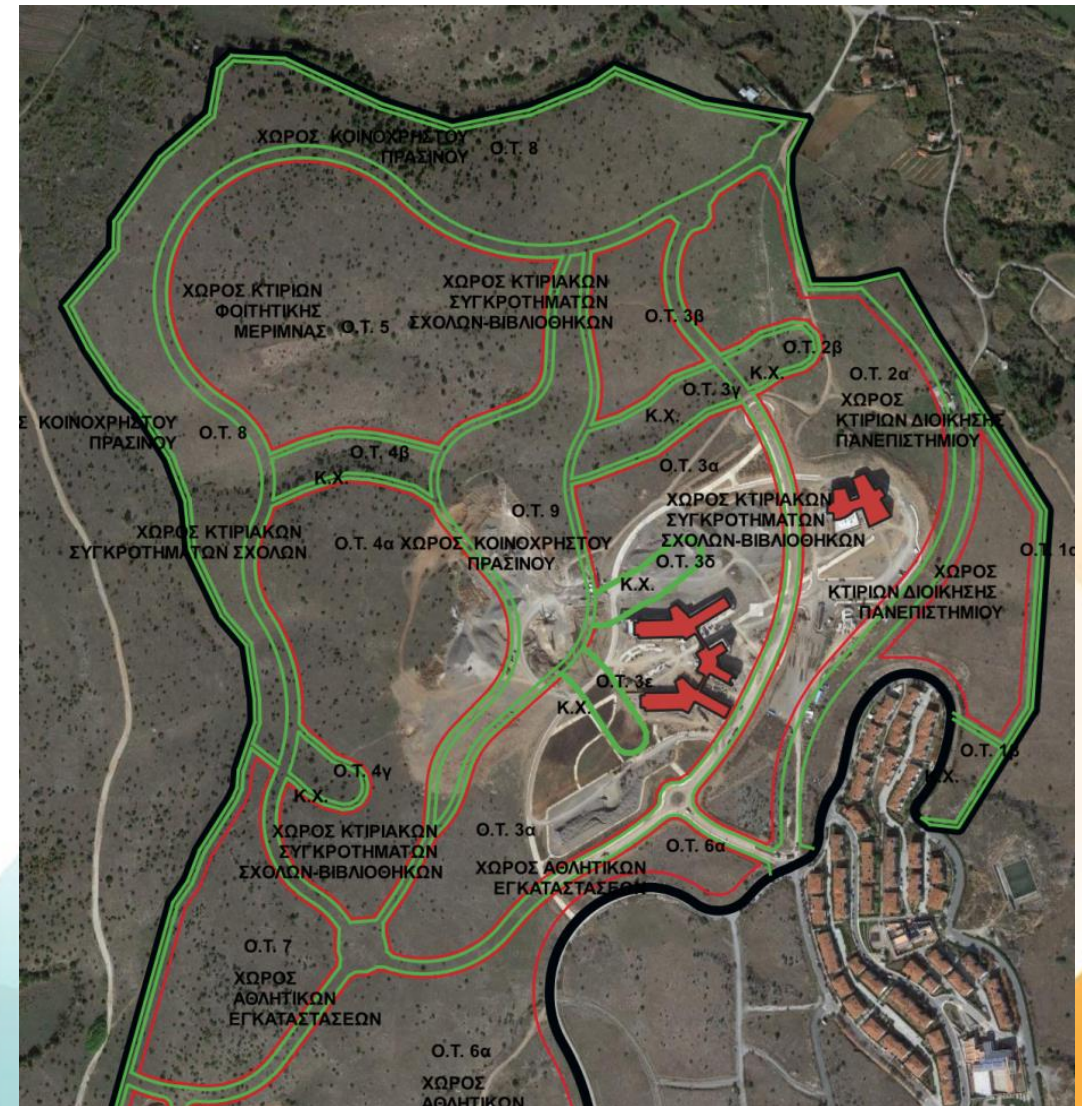 ΧΩΡΟΣ ΚΟΙΝΟΧΡΗΣΤΟΥ
ΠΡΑΣΙΝΟΥ
Ο.Τ. 8
ΧΩΡΟΣ ΚΤΙΡΙΩΝ
ΦΟΙΤΗΤΙΚΗΣ
ΜΕΡΙΜΝΑΣ
Ο.Τ. 5
ΧΩΡΟΣ ΚΤΙΡΙΑΚΩΝ
ΣΥΓΚΡΟΤΗΜΑΤΩΝ
ΣΧΟΛΩΝ-ΒΙΒΛΙΟΘΗΚΩΝ
Ο.Τ. 3β
Ο.Τ. 2β
Κ.Χ.
Ο.Τ. 3γ
Κ.Χ.
Ο.Τ. 2α
ΧΩΡΟΣ
ΚΤΙΡΙΩΝ ΔΙΟΙΚΗΣΗΣ
ΠΑΝΕΠΙΣΤΗΜΙΟΥ
Σ ΚΟΙΝΟΧΡΗΣΤΟΥ
ΠΡΑΣΙΝΟΥ
Ο.Τ. 8
Ο.Τ. 4β
Κ.Χ.
Ο.Τ. 3α
ΧΩΡΟΣ ΚΤΙΡΙΑΚΩΝ
ΣΥΓΚΡΟΤΗΜΑΤΩΝ
ΣΧΟΛΩΝ-ΒΙΒΛΙΟΘΗΚΩΝ
Ο.Τ. 9
ΧΩΡΟΣ ΚΟΙΝΟΧΡΗΣΤΟΥ
ΠΡΑΣΙΝΟΥ
ΧΩΡΟΣ ΚΤΙΡΙΑΚΩΝ
ΣΥΓΚΡΟΤΗΜΑΤΩΝ ΣΧΟΛΩΝ
Ο.Τ. 4α
Ο.Τ. 3δ
Κ.Χ.
Ο.Τ. 1α
ΧΩΡΟΣ
ΚΤΙΡΙΩΝ ΔΙΟΙΚΗΣΗΣ
ΠΑΝΕΠΙΣΤΗΜΙΟΥ
Ο.Τ. 3ε
Κ.Χ.
Ο.Τ. 1β
Κ.Χ.
Ο.Τ. 4γ
Κ.Χ.
ΧΩΡΟΣ ΚΤΙΡΙΑΚΩΝ
ΣΥΓΚΡΟΤΗΜΑΤΩΝ
ΣΧΟΛΩΝ-ΒΙΒΛΙΟΘΗΚΩΝ
Ο.Τ. 3α
Ο.Τ. 6α
ΧΩΡΟΣ ΑΘΛΗΤΙΚΩΝ
ΕΓΚΑΤΑΣΤΑΣΕΩΝ
Ο.Τ. 7
ΧΩΡΟΣ
ΑΘΛΗΤΙΚΩΝ
ΕΓΚΑΤΑΣΤΑΣΕΩΝ
Ο.Τ. 6α
ΧΩΡΟΣ
ΑΘΛΗΤΙΚΩΝ